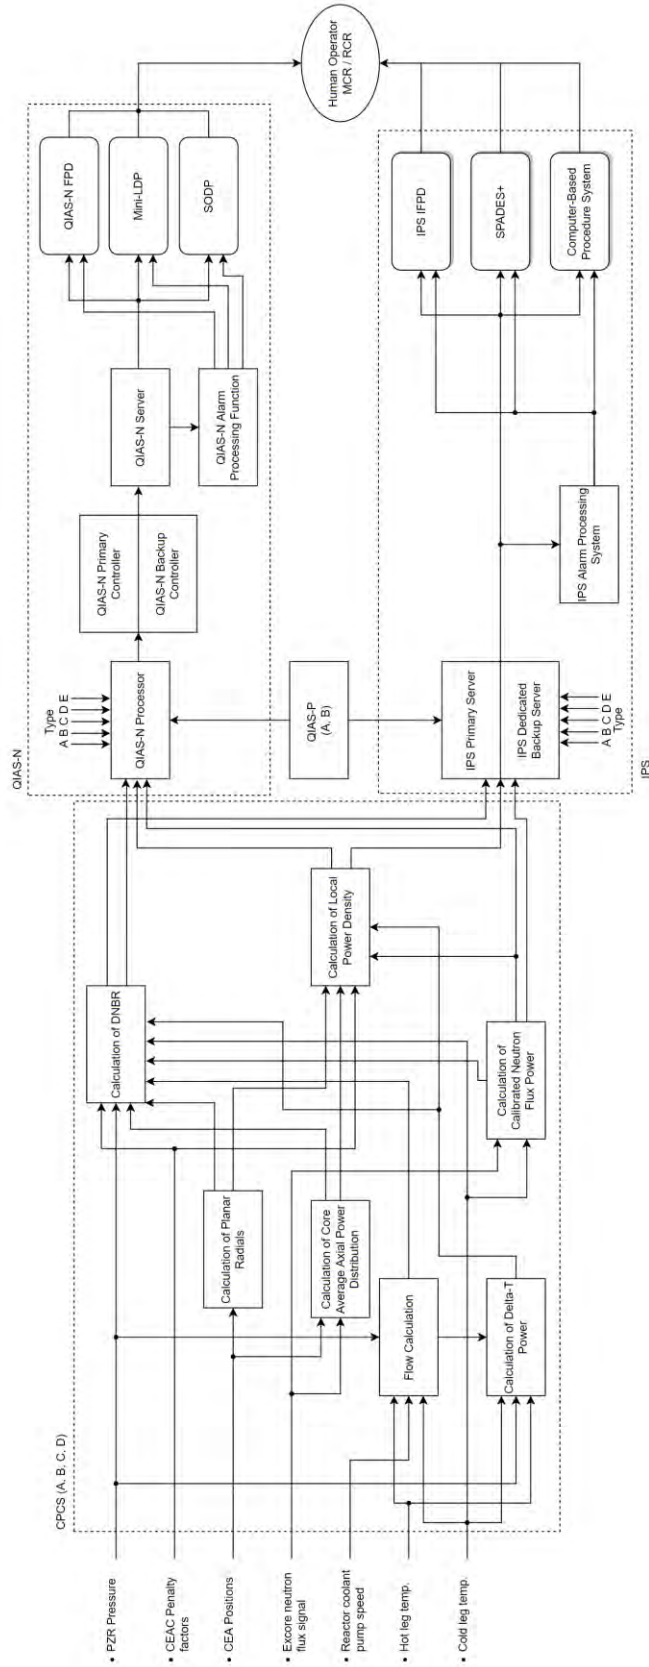 CPCS (A, B, C, D)
• PZR Pressure
• CEAC Penalty
factors
• CEA Positions
• Excore neutron
flux signal
• Reactor coolant
pump speed
• Hot leg temp.
• Cold leg temp.
Calculation of Planar
Radials
Calculation of Core
Average Axial Power
Distribution
Flow Calculation
Calculation of Delta-T
Power
Calculation of DNBR
Calculation of Local
Power Density
Calculation of
Calibrated Neutron
Flux Power
QIAS-N
Type
A B C D E
QIAS-N Processor
QIAS-N Primary
Controller
QIAS-N Backup
Controller
QIAS-N Server
QIAS-N Alarm
Processing Function
QIAS-N FPD
Mini-LDP
SODP
QIAS-P
(A, B)
IPS
IPS Primary Server
IPS Dedicated
Backup Server
A B C D E
Type
IPS Alarm Processing
System
IPS IFPD
SPADES+
Computer-Based
Procedure System
Human Operator
MCR / RCR